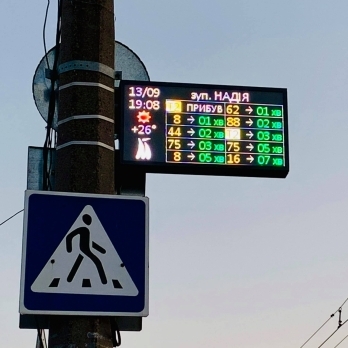 13/09 зуп. НАДІЯ
19:08 ПРИБУВ 62 → 01 хв
8 → 01 хв 88 → 02 хв
+26° 44 → 02 хв → 03 хв
75 → 03 хв 75 → 05 хв
8 → 05 хв 16 → 07 хв